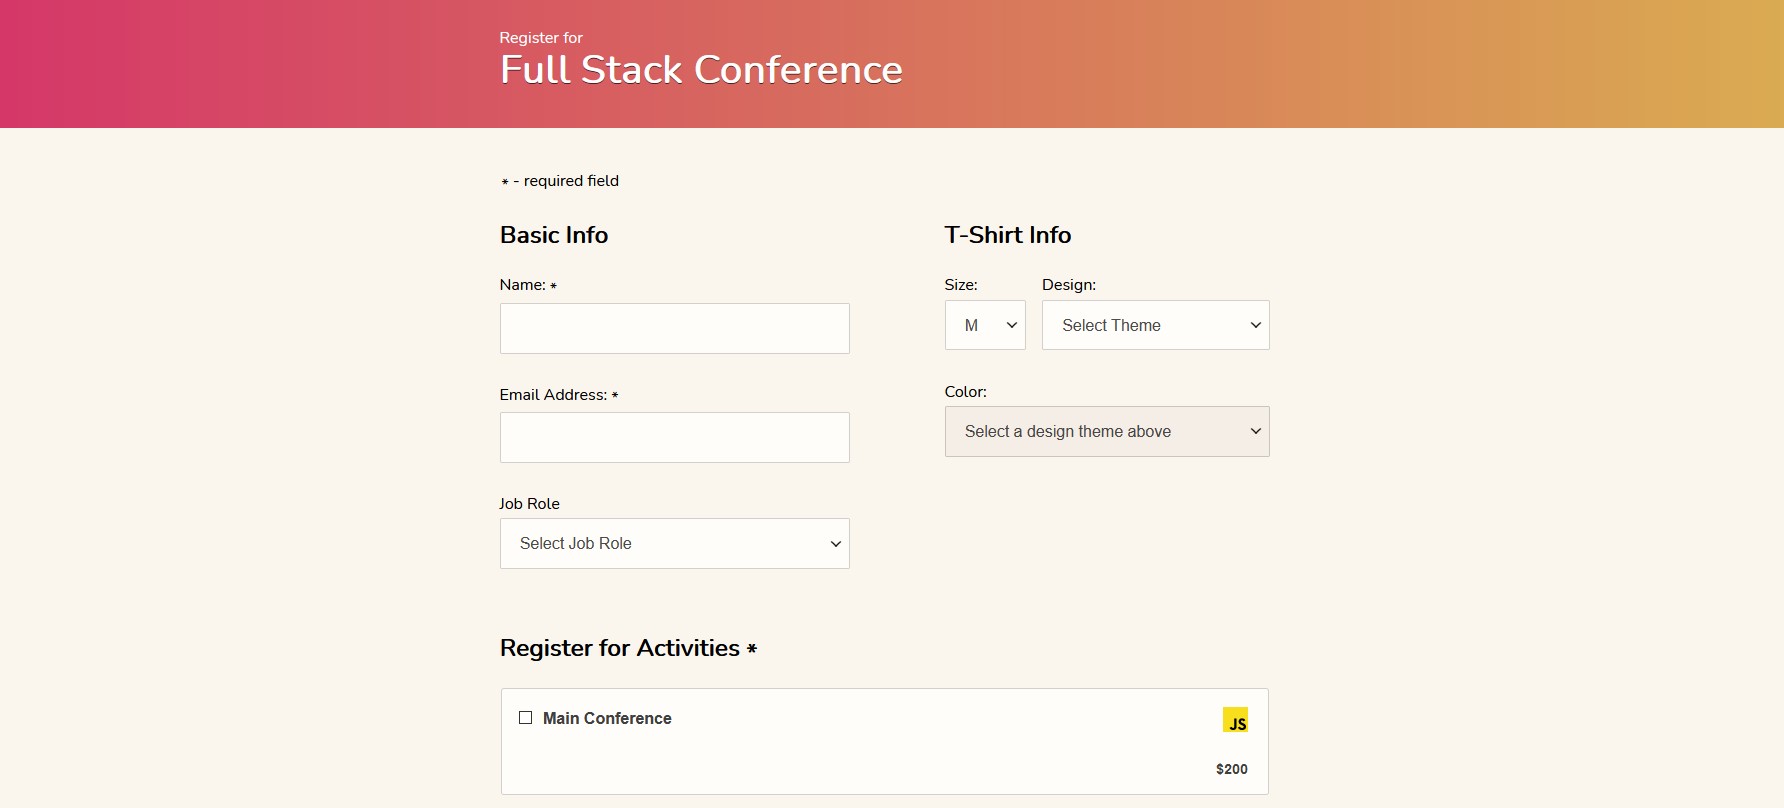 Register for
Full Stack Conference
* - required field
Basic Info
Name: *
Email Address: *
Job Role
Select Job Role
T-Shirt Info
Size:
M
Design:
Select Theme
Color:
Select a design theme above
Register for Activities *
Main Conference
JS
$200